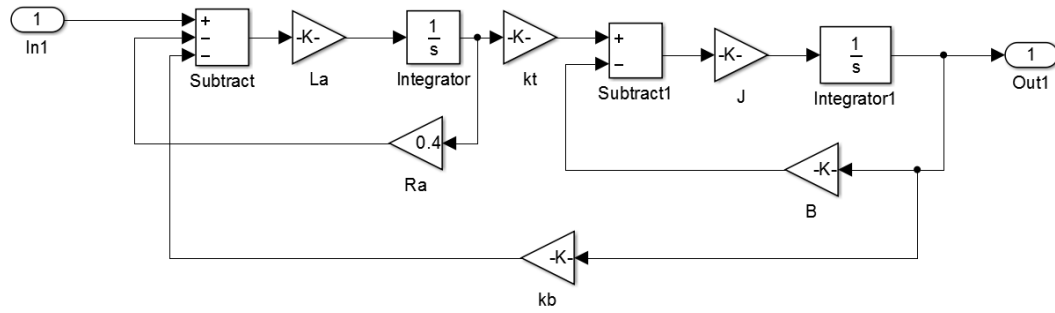 1
In1
+
−
−
Subtract
-K-
La
1
s
Integrator
-K-
kt
+
−
Subtract1
-K-
J
1
s
Integrator1
1
Out1
0.4
Ra
-K-
B
-K-
kb